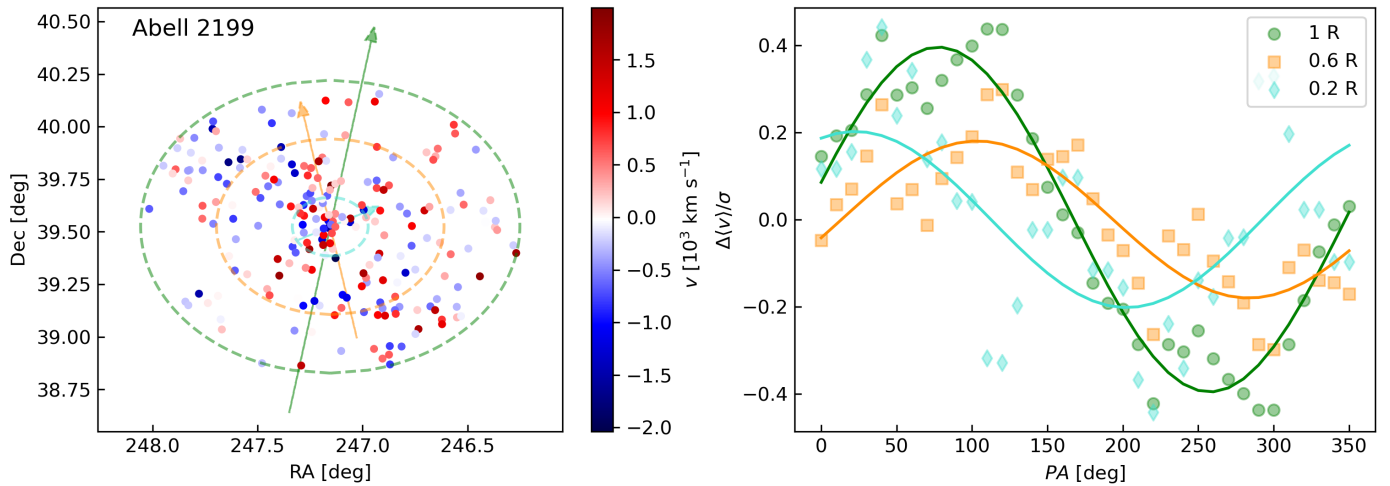 Abell 2199
40.50
40.25
40.00
39.75
39.50
39.25
39.00
38.75
Dec [deg]
248.0 247.5 247.0 246.5
RA [deg]
1.5
1.0
0.5
0.0
−0.5
−1.0
−1.5
−2.0
v [10³ km s⁻¹]
0.4
0.2
0.0
−0.2
−0.4
Δ⟨v⟩/σ
1 R
0.6 R
0.2 R
0 50 100 150 200 250 300 350
PA [deg]